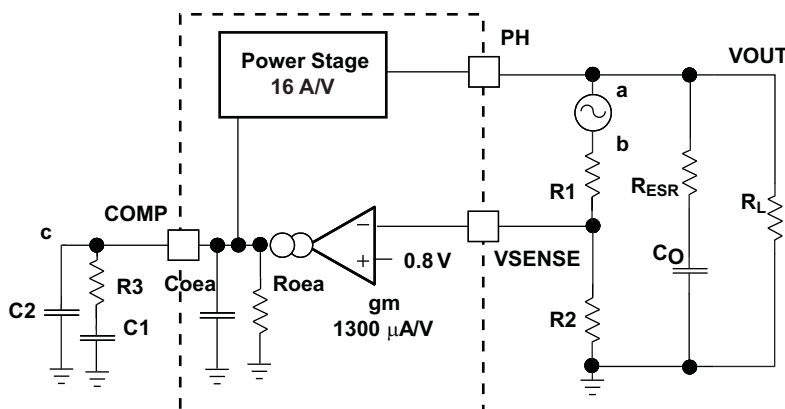 PH
VOUT
Power Stage
16 A/V
a
b
R1
RESR
RL
COMP
c
VSENSE
0.8 V
CO
R3
Coea
Roea
gm
1300 μA/V
C2
C1
R2
−
+